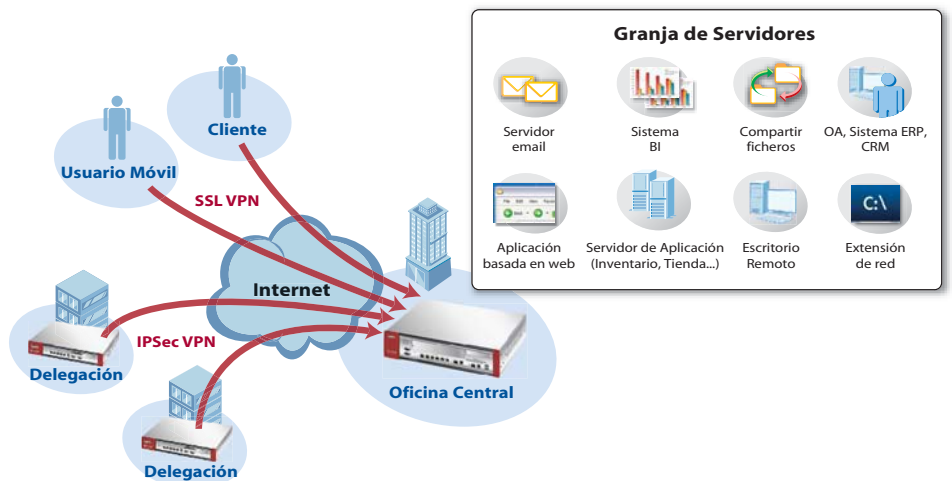 Granja de Servidores
Servidor
email
Sistema
BI
Compartir
ficheros
OA, Sistema ERP,
CRM
Aplicación
basada en web
Servidor de Aplicación
(Inventario, Tienda...)
Escritorio
Remoto
C:\
Extensión
de red
Cliente
Usuario Móvil
SSL VPN
Internet
IPSec VPN
Delegación
Oficina Central
Delegación